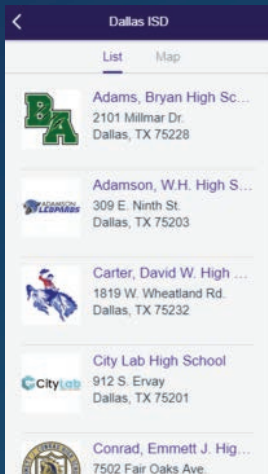 Dallas ISD
List
Map
BA
Adams, Bryan High Sc...
2101 Millmar Dr.
Dallas, TX 75228
ADAMSON
LEOPARDS
Adamson, W.H. High S...
309 E. Ninth St.
Dallas, TX 75203
Carter, David W. High ...
1819 W. Wheatland Rd.
Dallas, TX 75232
CityLab
City Lab High School
912 S. Ervay
Dallas, TX 75201
Conrad, Emmett J. Hig...
7502 Fair Oaks Ave.